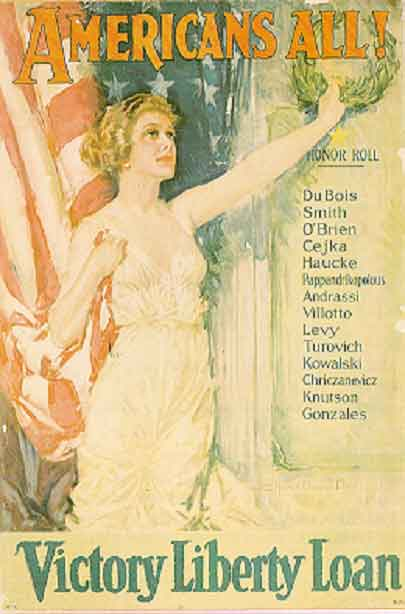 AMERICANS ALL!
HONOR ROLL
Du Bois
Smith
O'Brien
Cejka
Haucke
Pappandrikopolous
Andrassi
Villotto
Levy
Turovich
Kowalski
Chriczanevicz
Knutson
Gonzales
Victory Liberty Loan